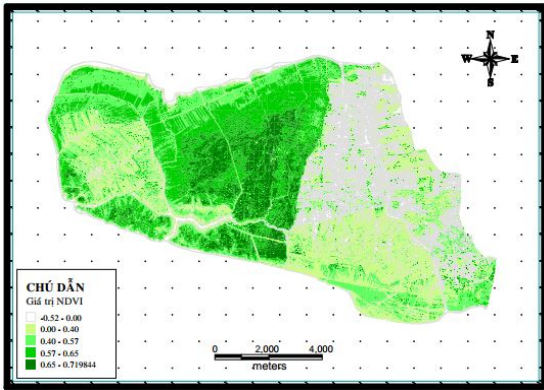 N
W E
S
CHÚ DẪN
Giá trị NDVI
-0.52 - 0.00
0.00 - 0.40
0.40 - 0.57
0.57 - 0.65
0.65 - 0.719844
0 2,000 4,000
meters